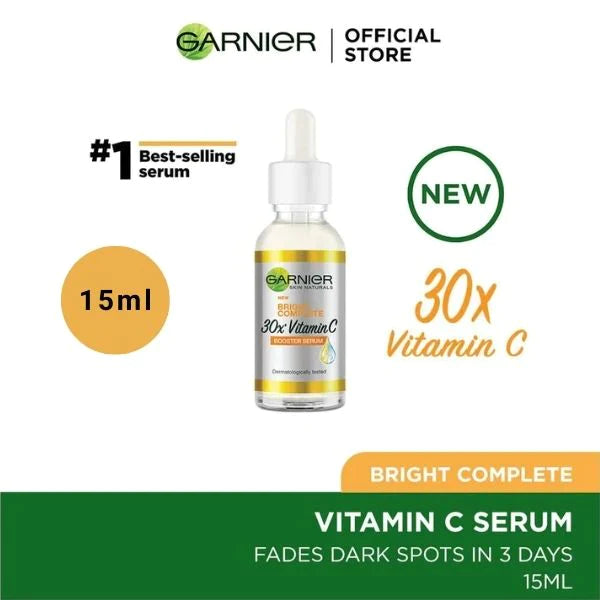 GARNIER
OFFICIAL
STORE
#1 Best-selling
serum
NEW
15ml
30x
Vitamin C
GARNIER
SKIN NATURALS
NEW
BRIGHT
COMPLETE
30x* Vitamin C
BOOSTER SERUM
Dermatologically tested
BRIGHT COMPLETE
VITAMIN C SERUM
FADES DARK SPOTS IN 3 DAYS
15ML